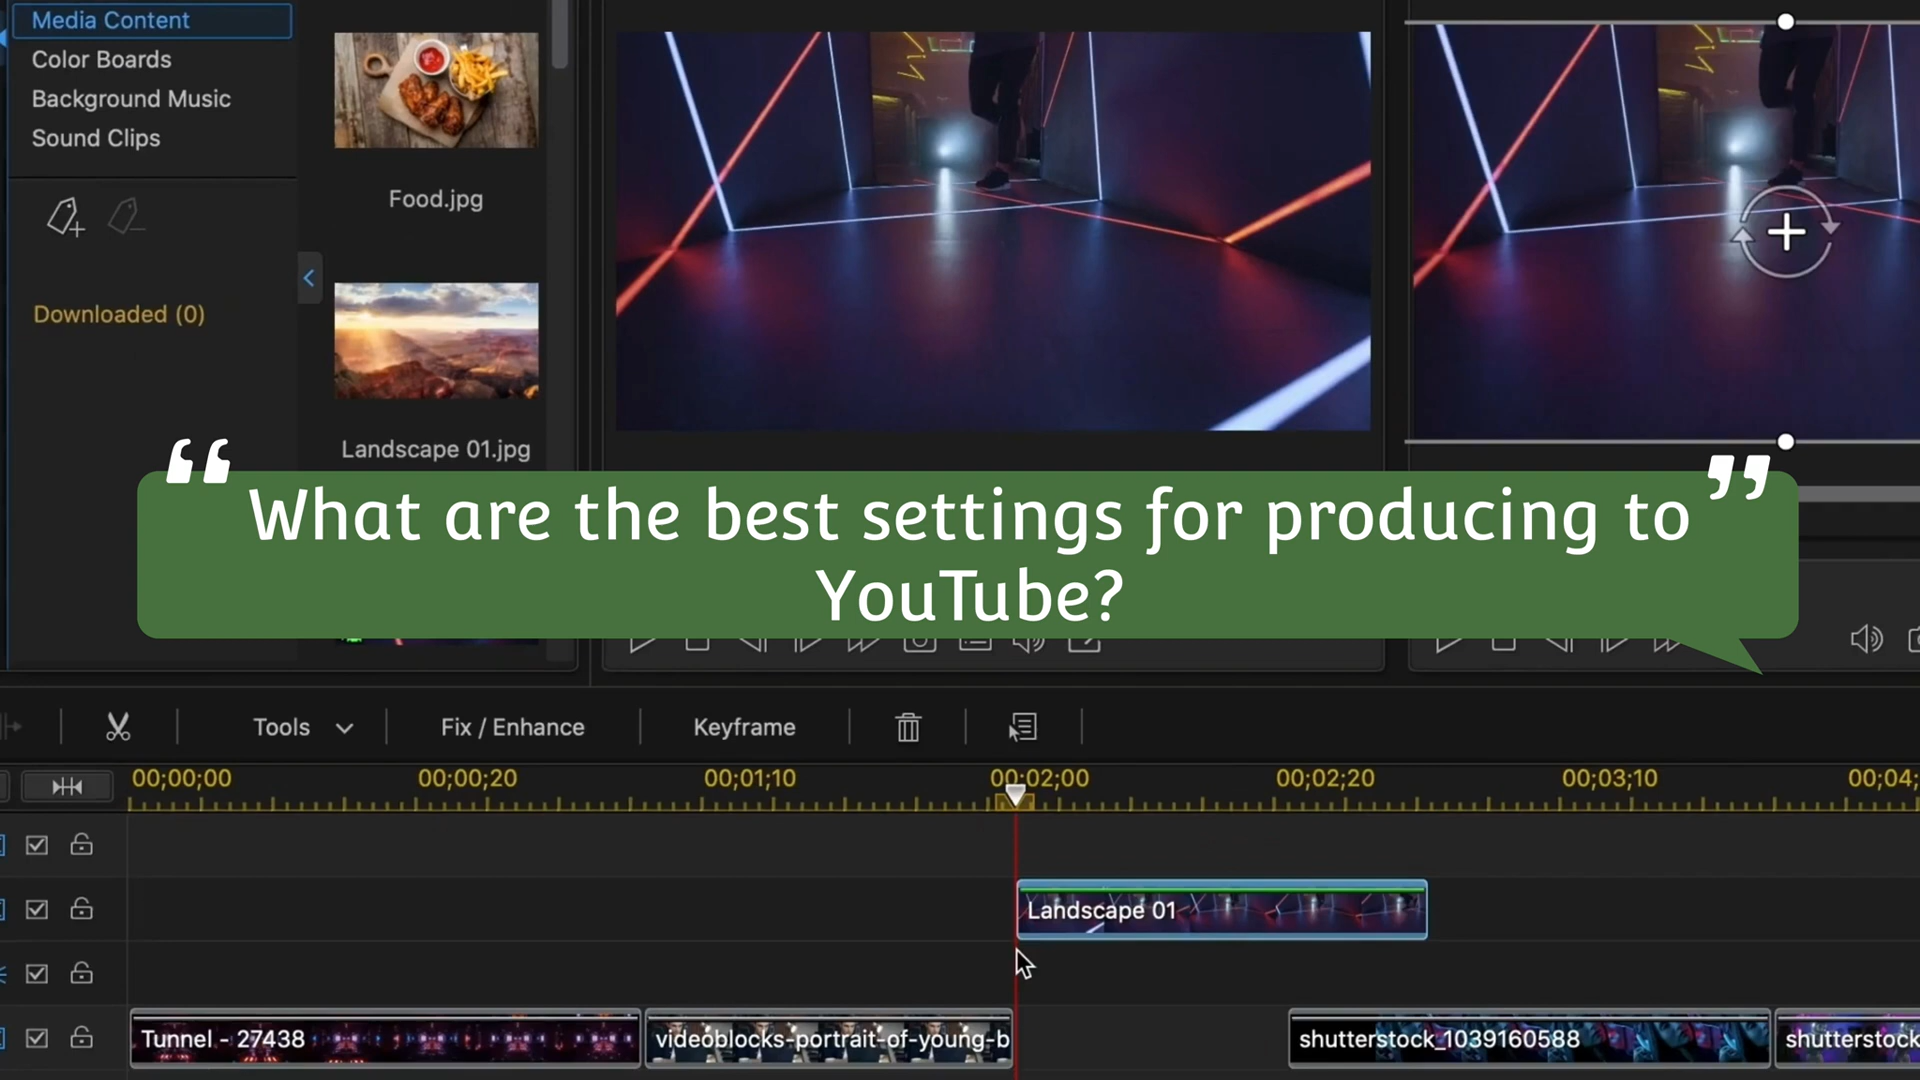 Media Content
Color Boards
Background Music
Sound Clips
Downloaded (0)
Food.jpg
Landscape 01.jpg
“What are the best settings for producing to
YouTube?”
Tools
Fix / Enhance
Keyframe
00;00;00
00;00;20
00;01;10
00;02;00
00;02;20
00;03;10
00;04;
Landscape 01
Tunnel - 27438
videoblocks-portrait-of-young-b
shutterstock_1039160588
shutterstock